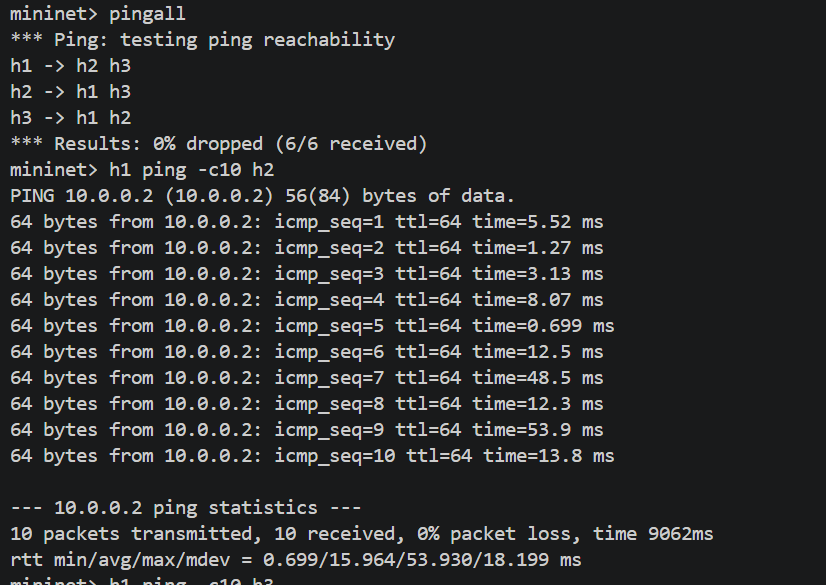 mininet> pingall
*** Ping: testing ping reachability
h1 -> h2 h3
h2 -> h1 h3
h3 -> h1 h2
*** Results: 0% dropped (6/6 received)
mininet> h1 ping -c10 h2
PING 10.0.0.2 (10.0.0.2) 56(84) bytes of data.
64 bytes from 10.0.0.2: icmp_seq=1 ttl=64 time=5.52 ms
64 bytes from 10.0.0.2: icmp_seq=2 ttl=64 time=1.27 ms
64 bytes from 10.0.0.2: icmp_seq=3 ttl=64 time=3.13 ms
64 bytes from 10.0.0.2: icmp_seq=4 ttl=64 time=8.07 ms
64 bytes from 10.0.0.2: icmp_seq=5 ttl=64 time=0.699 ms
64 bytes from 10.0.0.2: icmp_seq=6 ttl=64 time=12.5 ms
64 bytes from 10.0.0.2: icmp_seq=7 ttl=64 time=48.5 ms
64 bytes from 10.0.0.2: icmp_seq=8 ttl=64 time=12.3 ms
64 bytes from 10.0.0.2: icmp_seq=9 ttl=64 time=53.9 ms
64 bytes from 10.0.0.2: icmp_seq=10 ttl=64 time=13.8 ms
--- 10.0.0.2 ping statistics ---
10 packets transmitted, 10 received, 0% packet loss, time 9062ms
rtt min/avg/max/mdev = 0.699/15.964/53.930/18.199 ms
mininet> h1 ping -c10 h3